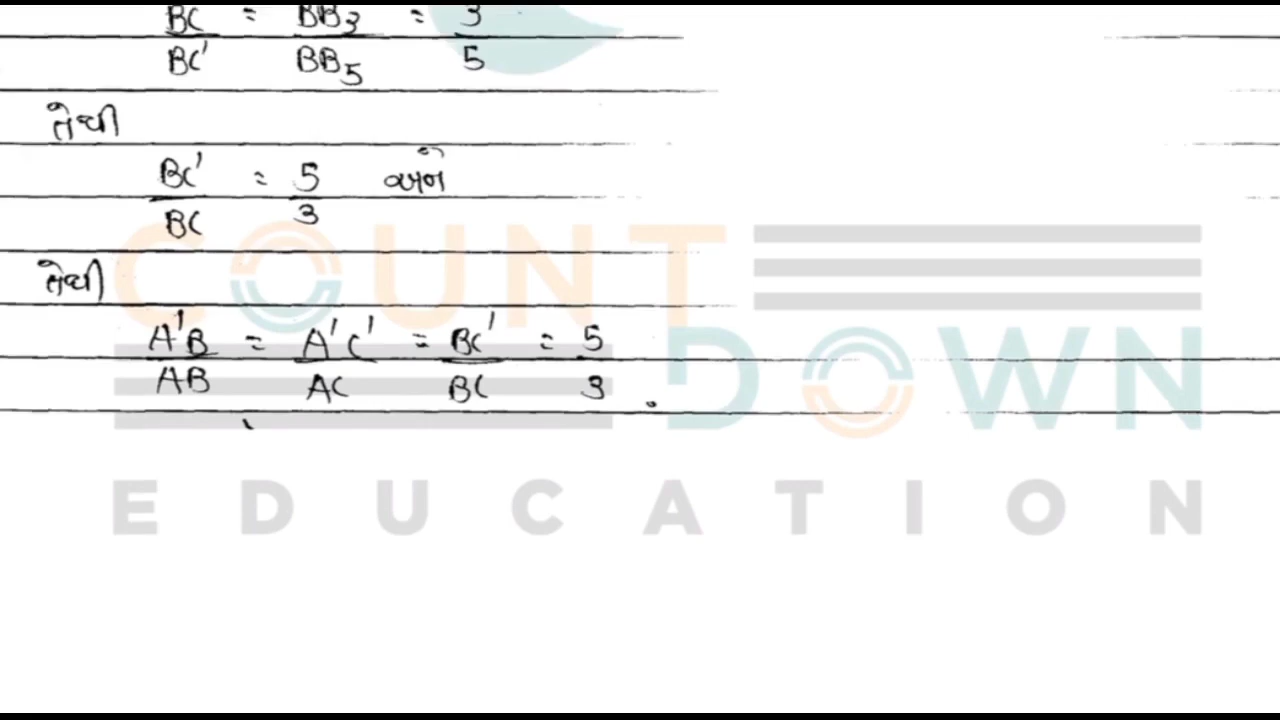 BC = BB3 = 3
BC' BB5 5
તેથી
BC' = 5 અને
BC 3
તેથી
A'B = A'C' = BC' = 5
AB AC BC 3
COUNT
DOWN
EDUCATION